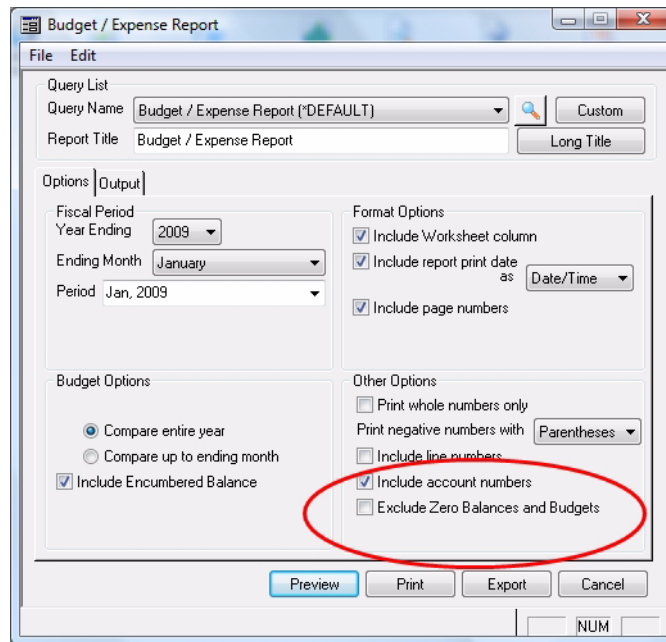 Budget / Expense Report
File Edit
Query List
Query Name Budget / Expense Report (*DEFAULT) Custom
Report Title Budget / Expense Report Long Title
Options Output
Fiscal Period
Year Ending 2009
Ending Month January
Period Jan, 2009
Format Options
Include Worksheet column
Include report print date
as Date/Time
Include page numbers
Budget Options
Compare entire year
Compare up to ending month
Include Encumbered Balance
Other Options
Print whole numbers only
Print negative numbers with Parentheses
Include line numbers
Include account numbers
Exclude Zero Balances and Budgets
Preview Print Export Cancel
NUM